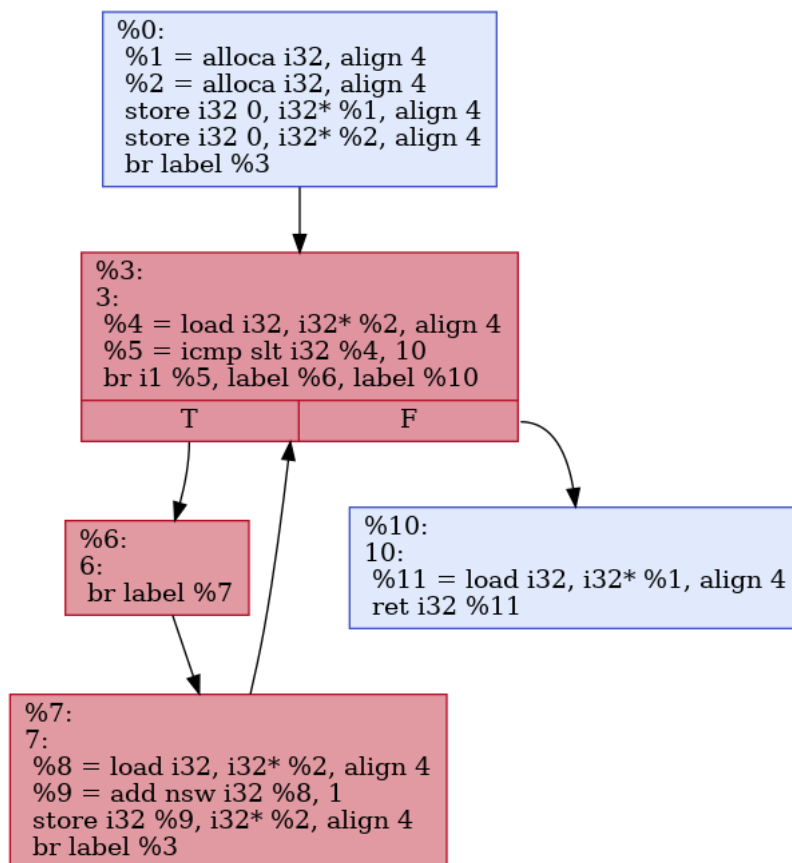 %0:
%1 = alloca i32, align 4
%2 = alloca i32, align 4
store i32 0, i32* %1, align 4
store i32 0, i32* %2, align 4
br label %3
%3:
3:
%4 = load i32, i32* %2, align 4
%5 = icmp slt i32 %4, 10
br i1 %5, label %6, label %10
T
F
%6:
6:
br label %7
%10:
10:
%11 = load i32, i32* %1, align 4
ret i32 %11
%7:
7:
%8 = load i32, i32* %2, align 4
%9 = add nsw i32 %8, 1
store i32 %9, i32* %2, align 4
br label %3